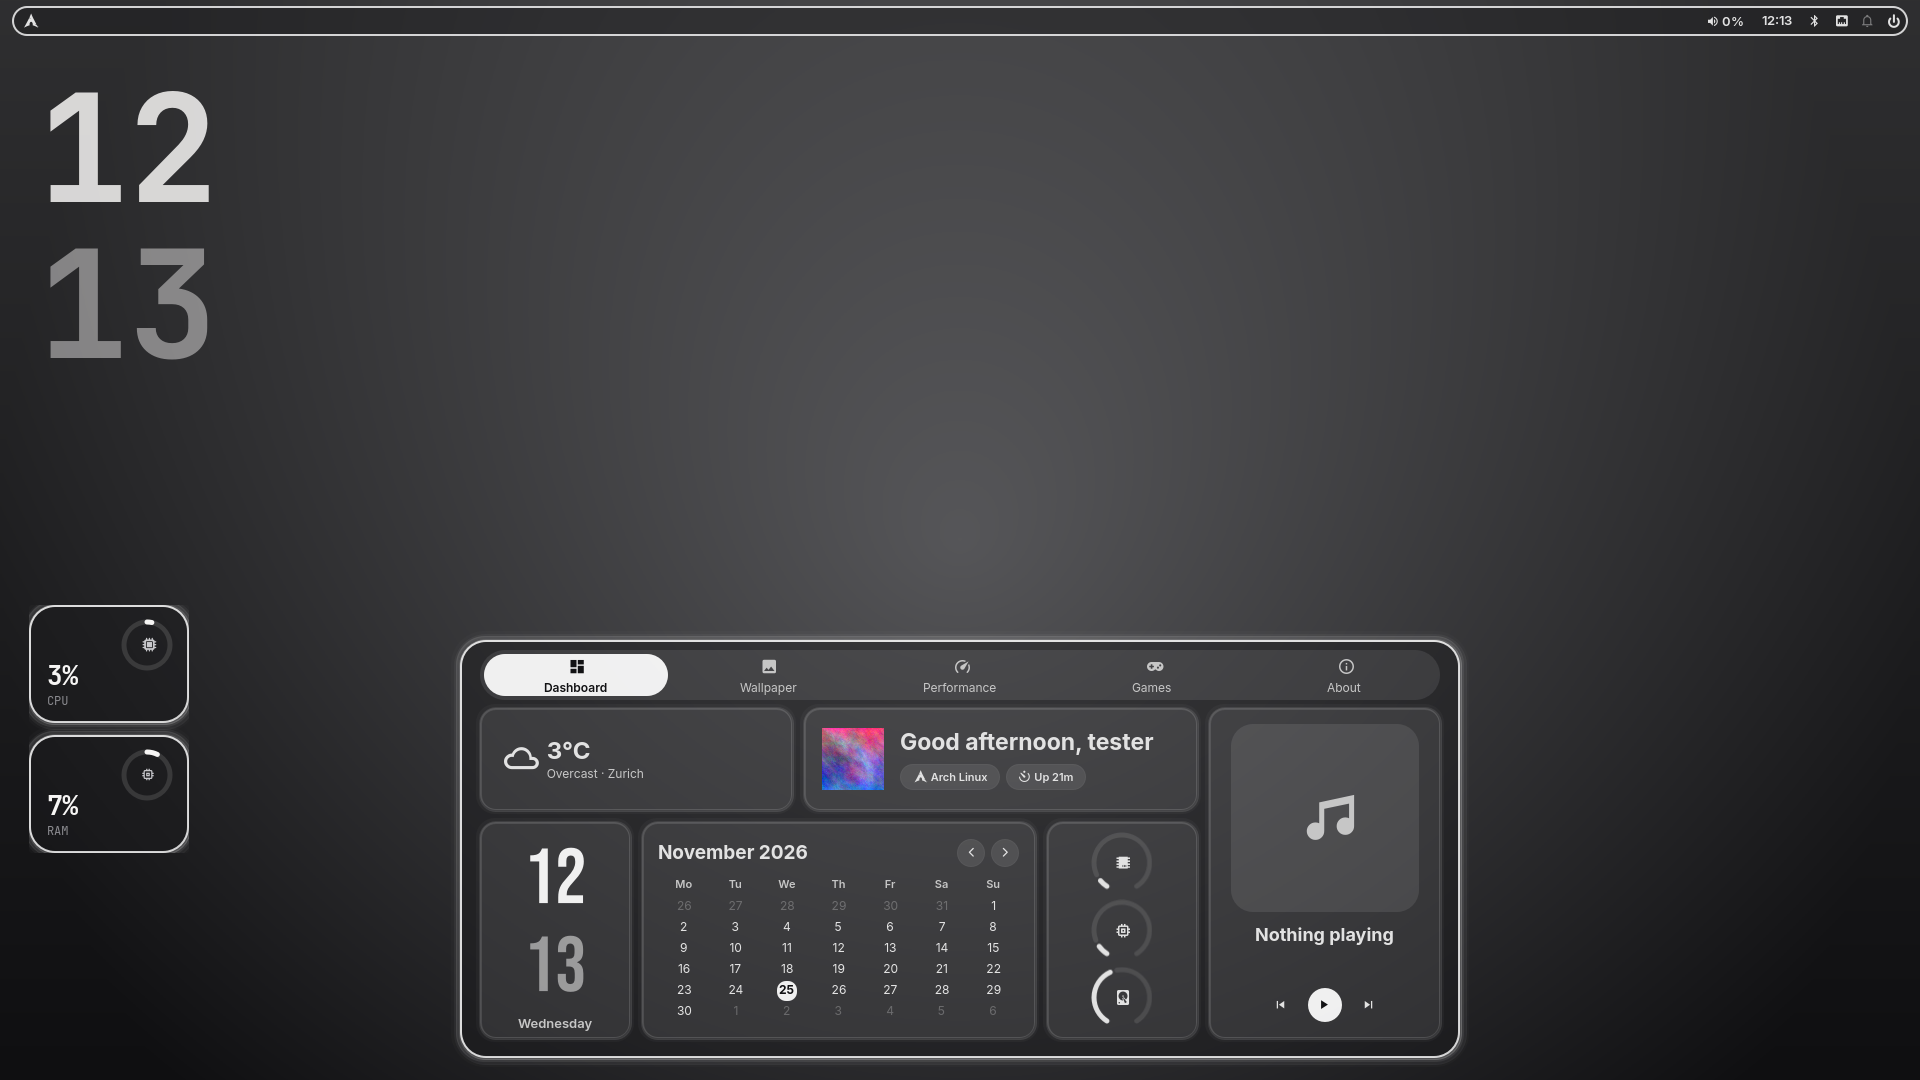 0%
12:13
12
13
3%
CPU
7%
RAM
Dashboard
Wallpaper
Performance
Games
About
3°C
Overcast · Zurich
Good afternoon, tester
Arch Linux
Up 21m
12
13
Wednesday
November 2026
Mo Tu We Th Fr Sa Su
26 27 28 29 30 31 1
2 3 4 5 6 7 8
9 10 11 12 13 14 15
16 17 18 19 20 21 22
23 24 25 26 27 28 29
30 1 2 3 4 5 6
Nothing playing